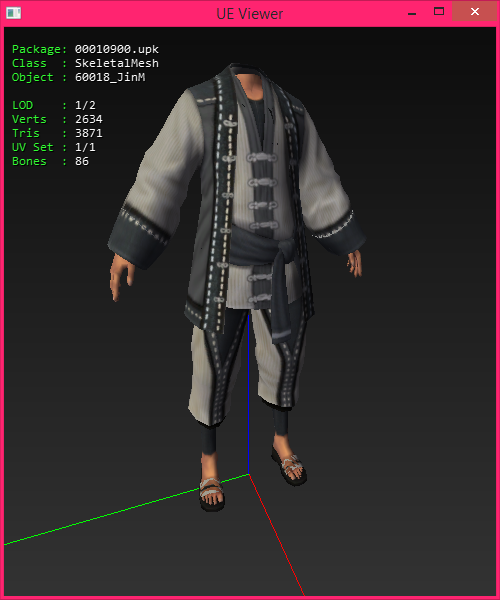 UE Viewer
Package: 00010900.upk
Class  : SkeletalMesh
Object : 60018_JinM
LOD    : 1/2
Verts  : 2634
Tris   : 3871
UV Set : 1/1
Bones  : 86